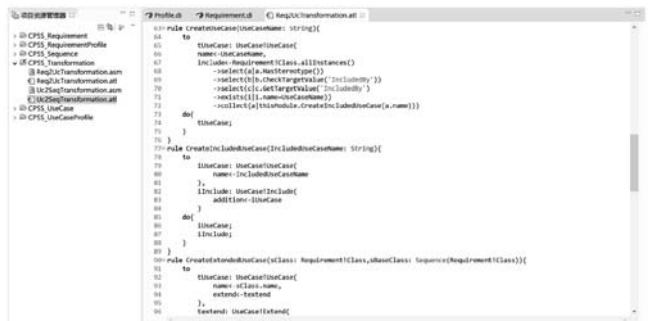 项目资源管理器
CPSS_Requirement
CPSS_RequirementProfile
CPSS_Sequence
CPSS_Transformation
Req2UcTransformation.asm
Req2UcTransformation.atl
Uc2SeqTransformation.asm
Uc2SeqTransformation.atl
CPSS_UseCase
CPSS_UseCaseProfile
Profile.di
Requirement.di
Req2UcTransformation.atl
63 rule CreateUseCase(UseCaseName: String){
64 to
65 tUseCase: UseCase!UseCase(
66 name<-UseCaseName,
67 include<-Requirement!Class.allInstances()
68 ->select(a|a.HasStereotype())
69 ->select(b|b.CheckTargetValue('IncludedBy'))
70 ->select(c|c.GetTargetValue('IncludedBy')
71 ->exists(i|i.name=UseCaseName))
72 ->collect(a|thisModule.CreateIncludedUseCase(a.name)))
73 do{
74 tUseCase;
75 }
76 }
77 rule CreateIncludedUseCase(IncludedUseCaseName: String){
78 to
79 iUseCase: UseCase!UseCase(
80 name<-IncludedUseCaseName
81 ),
82 iInclude: UseCase!Include(
83 addition<-iUseCase
84 )
85 do{
86 iUseCase;
87 iInclude;
88 }
89 }
90 rule CreateExtendedUseCase(sClass: Requirement!Class,sBaseClass: Sequence(Requirement!Class)){
91 to
92 tUseCase: UseCase!UseCase(
93 name<-sClass.name,
94 extend<-textend
95 ),
96 textend: UseCase!Extend(